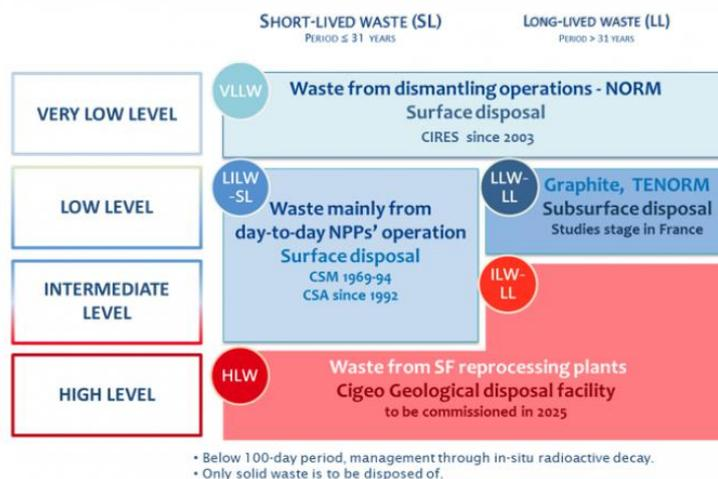 SHORT-LIVED WASTE (SL)
PERIOD ≤ 31 YEARS
LONG-LIVED WASTE (LL)
PERIOD > 31 YEARS
VERY LOW LEVEL
VLLW
Waste from dismantling operations - NORM
Surface disposal
CIRES since 2003
LOW LEVEL
LILW
-SL
Waste mainly from
day-to-day NPPs' operation
Surface disposal
CSM 1969-94
CSA since 1992
LLW-
LL
Graphite, TENORM
Subsurface disposal
Studies stage in France
INTERMEDIATE
LEVEL
ILW-
LL
HIGH LEVEL
HLW
Waste from SF reprocessing plants
Cigeo Geological disposal facility
to be commissioned in 2025
• Below 100-day period, management through in-situ radioactive decay.
• Only solid waste is to be disposed of.